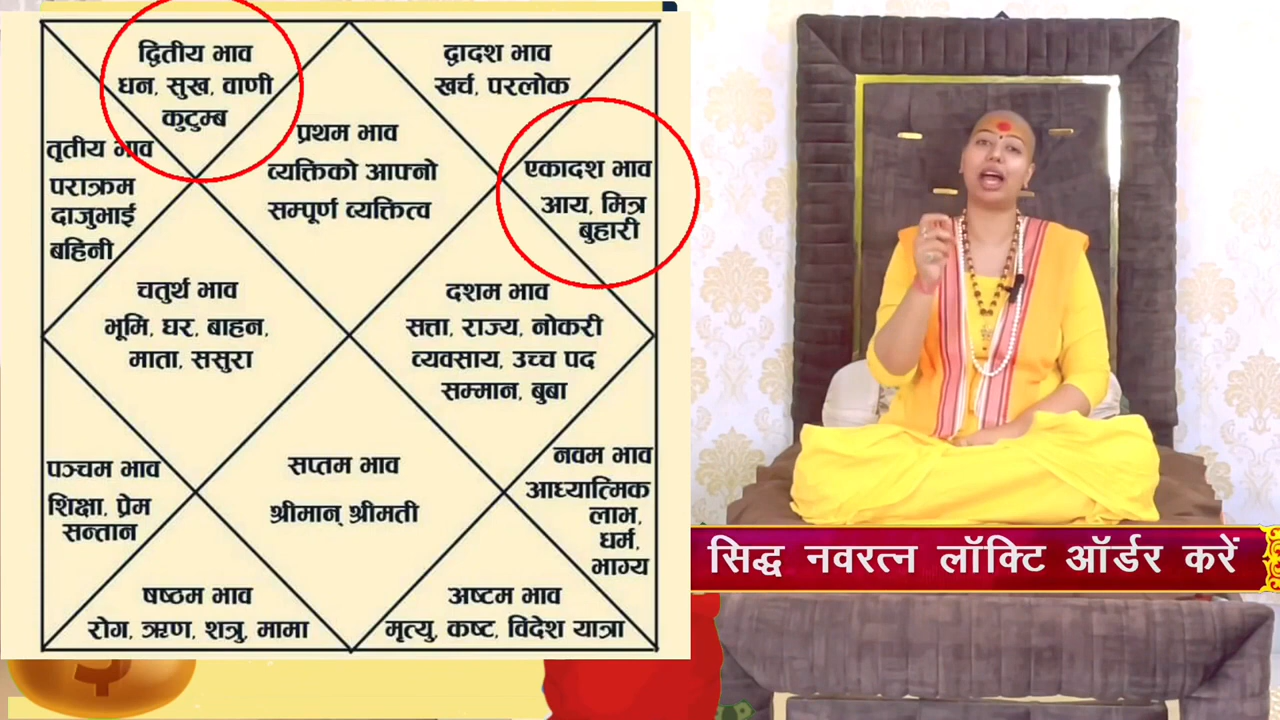 द्वितीय भाव
धन, सुख, वाणी
कुटुम्ब
द्वादश भाव
खर्च, परलोक
प्रथम भाव
व्यक्तिको आफ्नो
सम्पूर्ण व्यक्तित्व
तृतीय भाव
पराक्रम
दाजुभाई
बहिनी
एकादश भाव
आय, मित्र
बुहारी
चतुर्थ भाव
भूमि, घर, बाहन,
माता, ससुरा
दशम भाव
सत्ता, राज्य, नोकरी
व्यवसाय, उच्च पद
सम्मान, बुबा
पञ्चम भाव
शिक्षा, प्रेम
सन्तान
सप्तम भाव
श्रीमान् श्रीमती
नवम भाव
आध्यात्मिक
लाभ,
धर्म,
भाग्य
षष्ठम भाव
रोग, ऋण, शत्रु, मामा
अष्टम भाव
मृत्यु, कष्ट, विदेश यात्रा
सिद्ध नवरत्न लॉक्टि ऑर्डर करें